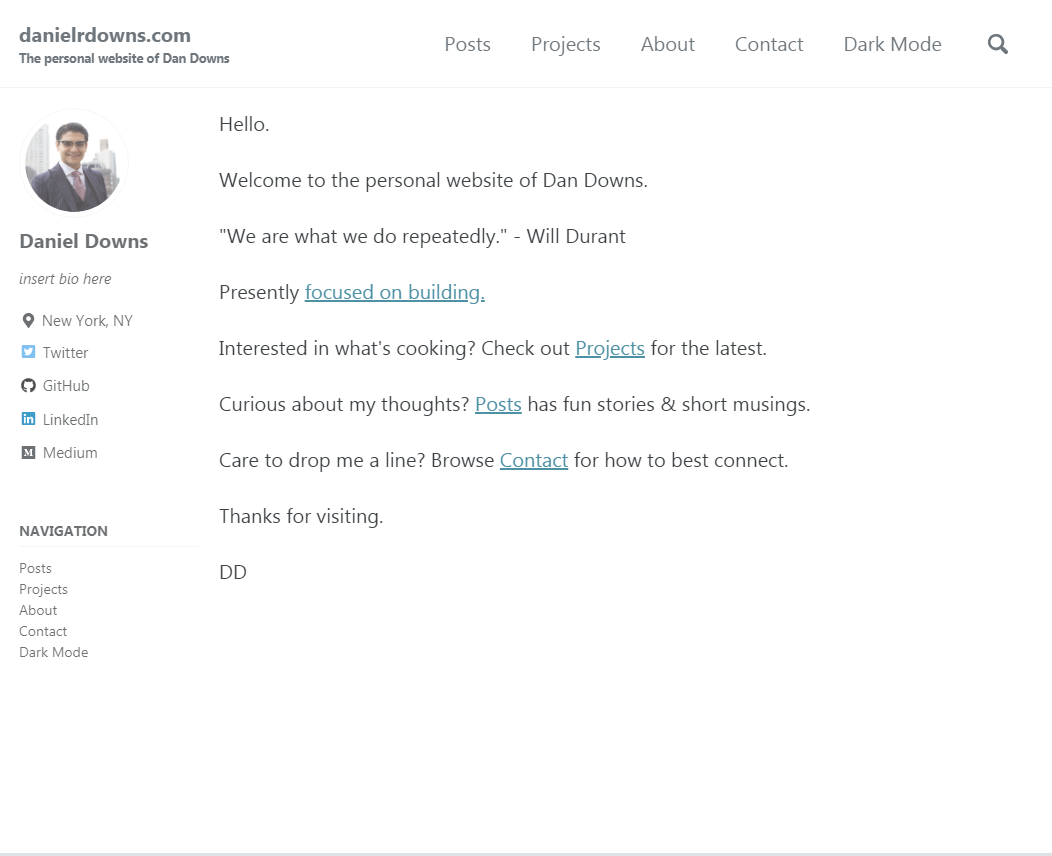 danielrdowns.com
The personal website of Dan Downs
Posts Projects About Contact Dark Mode
Daniel Downs
insert bio here
New York, NY
Twitter
GitHub
LinkedIn
Medium
NAVIGATION
Posts
Projects
About
Contact
Dark Mode
Hello.
Welcome to the personal website of Dan Downs.
"We are what we do repeatedly." - Will Durant
Presently focused on building.
Interested in what's cooking? Check out Projects for the latest.
Curious about my thoughts? Posts has fun stories & short musings.
Care to drop me a line? Browse Contact for how to best connect.
Thanks for visiting.
DD